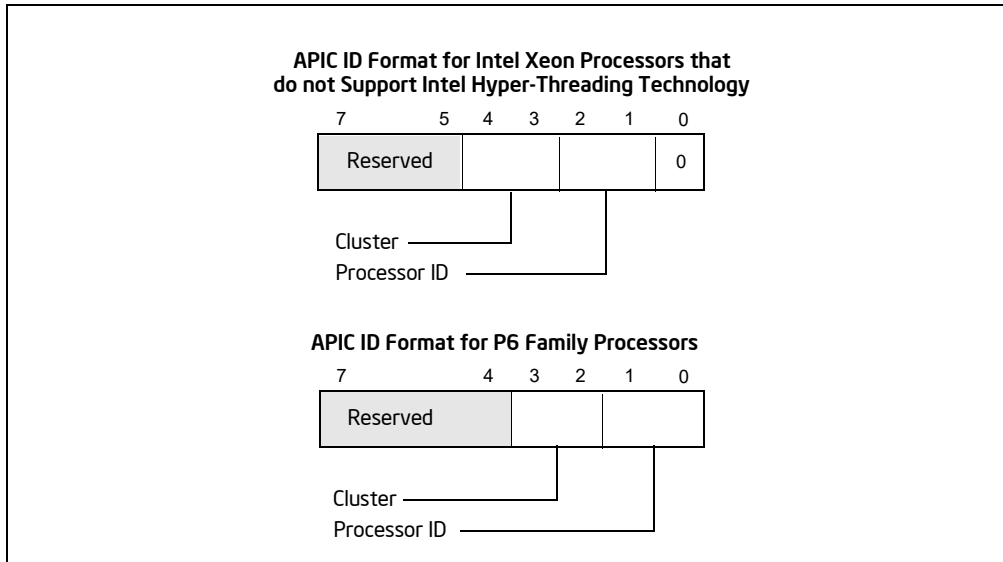 APIC ID Format for Intel Xeon Processors that
do not Support Intel Hyper-Threading Technology
7 5 4 3 2 1 0
Reserved 0
Cluster
Processor ID
APIC ID Format for P6 Family Processors
7 4 3 2 1 0
Reserved
Cluster
Processor ID